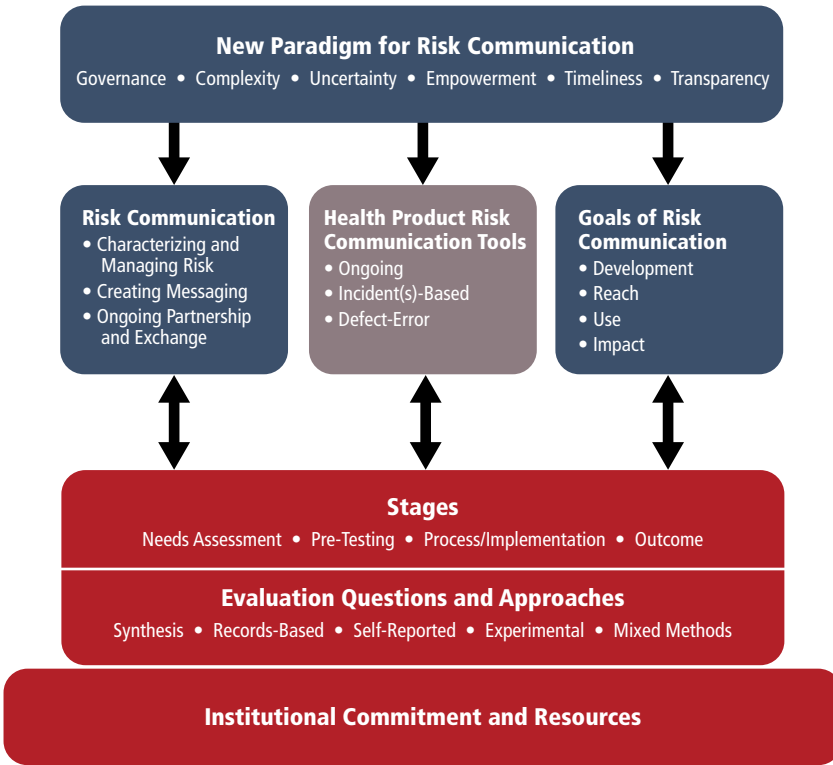 New Paradigm for Risk Communication
Governance • Complexity • Uncertainty • Empowerment • Timeliness • Transparency
Risk Communication
• Characterizing and
Managing Risk
• Creating Messaging
• Ongoing Partnership
and Exchange
Health Product Risk
Communication Tools
• Ongoing
• Incident(s)-Based
• Defect-Error
Goals of Risk
Communication
• Development
• Reach
• Use
• Impact
Stages
Needs Assessment • Pre-Testing • Process/Implementation • Outcome
Evaluation Questions and Approaches
Synthesis • Records-Based • Self-Reported • Experimental • Mixed Methods
Institutional Commitment and Resources